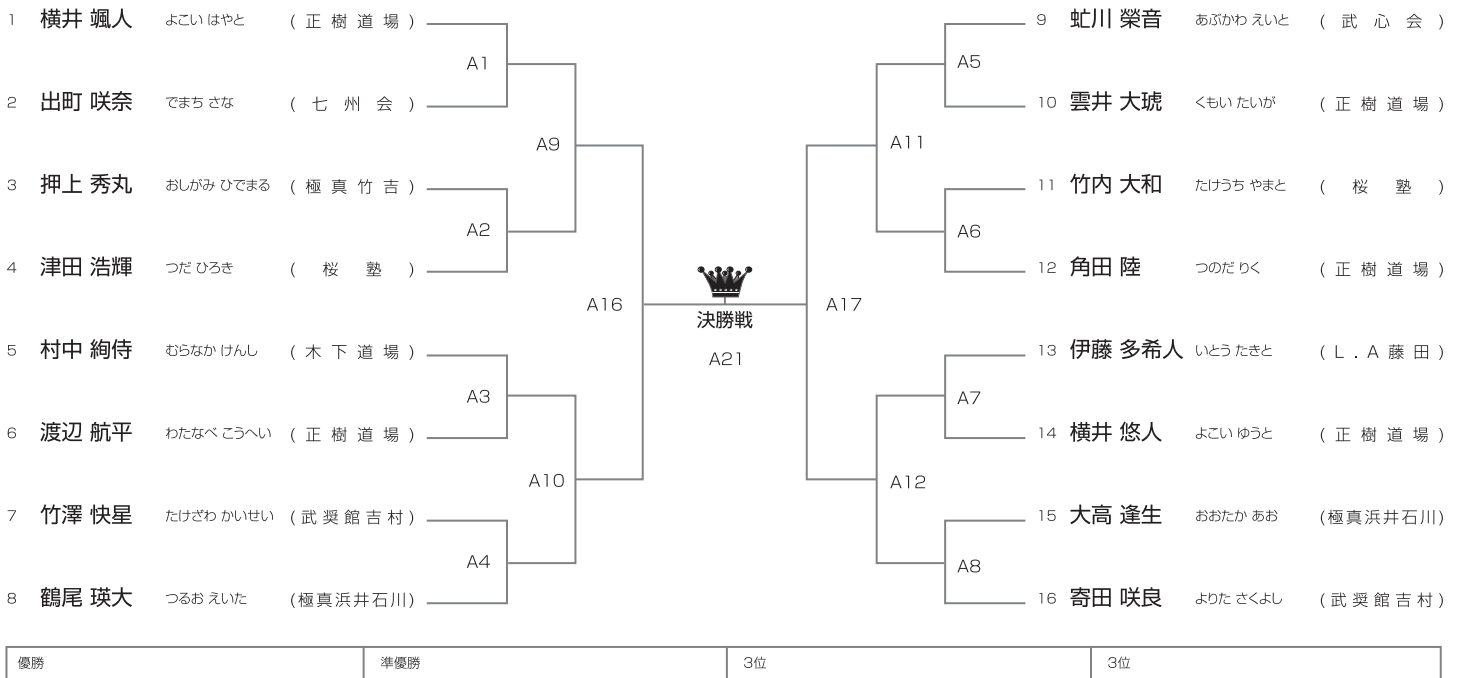 1 横井 颯人 よこい はやと (正樹道場)
A1
2 出町 咲奈 でまち さな (七州会)
A9
3 押上 秀丸 おしがみ ひでまる (極真竹吉)
A2
4 津田 浩輝 つだ ひろき (桜塾)
A16
5 村中 絢侍 むらなか けんし (木下道場)
A3
6 渡辺 航平 わたなべ こうへい (正樹道場)
A10
7 竹澤 快星 たけざわ かいせい (武奨館吉村)
A4
8 鶴尾 瑛大 つるお えいた (極真浜井石川)
決勝戦
A21
9 虻川 榮音 あぶかわ えいと (武心会)
A5
10 雲井 大琥 くもい たいが (正樹道場)
A11
11 竹内 大和 たけうち やまと (桜塾)
A6
12 角田 陸 つのだ りく (正樹道場)
A17
13 伊藤 多希人 いとう たきと (L.A藤田)
A7
14 横井 悠人 よこい ゆうと (正樹道場)
A12
15 大高 逢生 おおたか あお (極真浜井石川)
A8
16 寄田 咲良 よりた さくよし (武奨館吉村)
優勝 準優勝 3位 3位